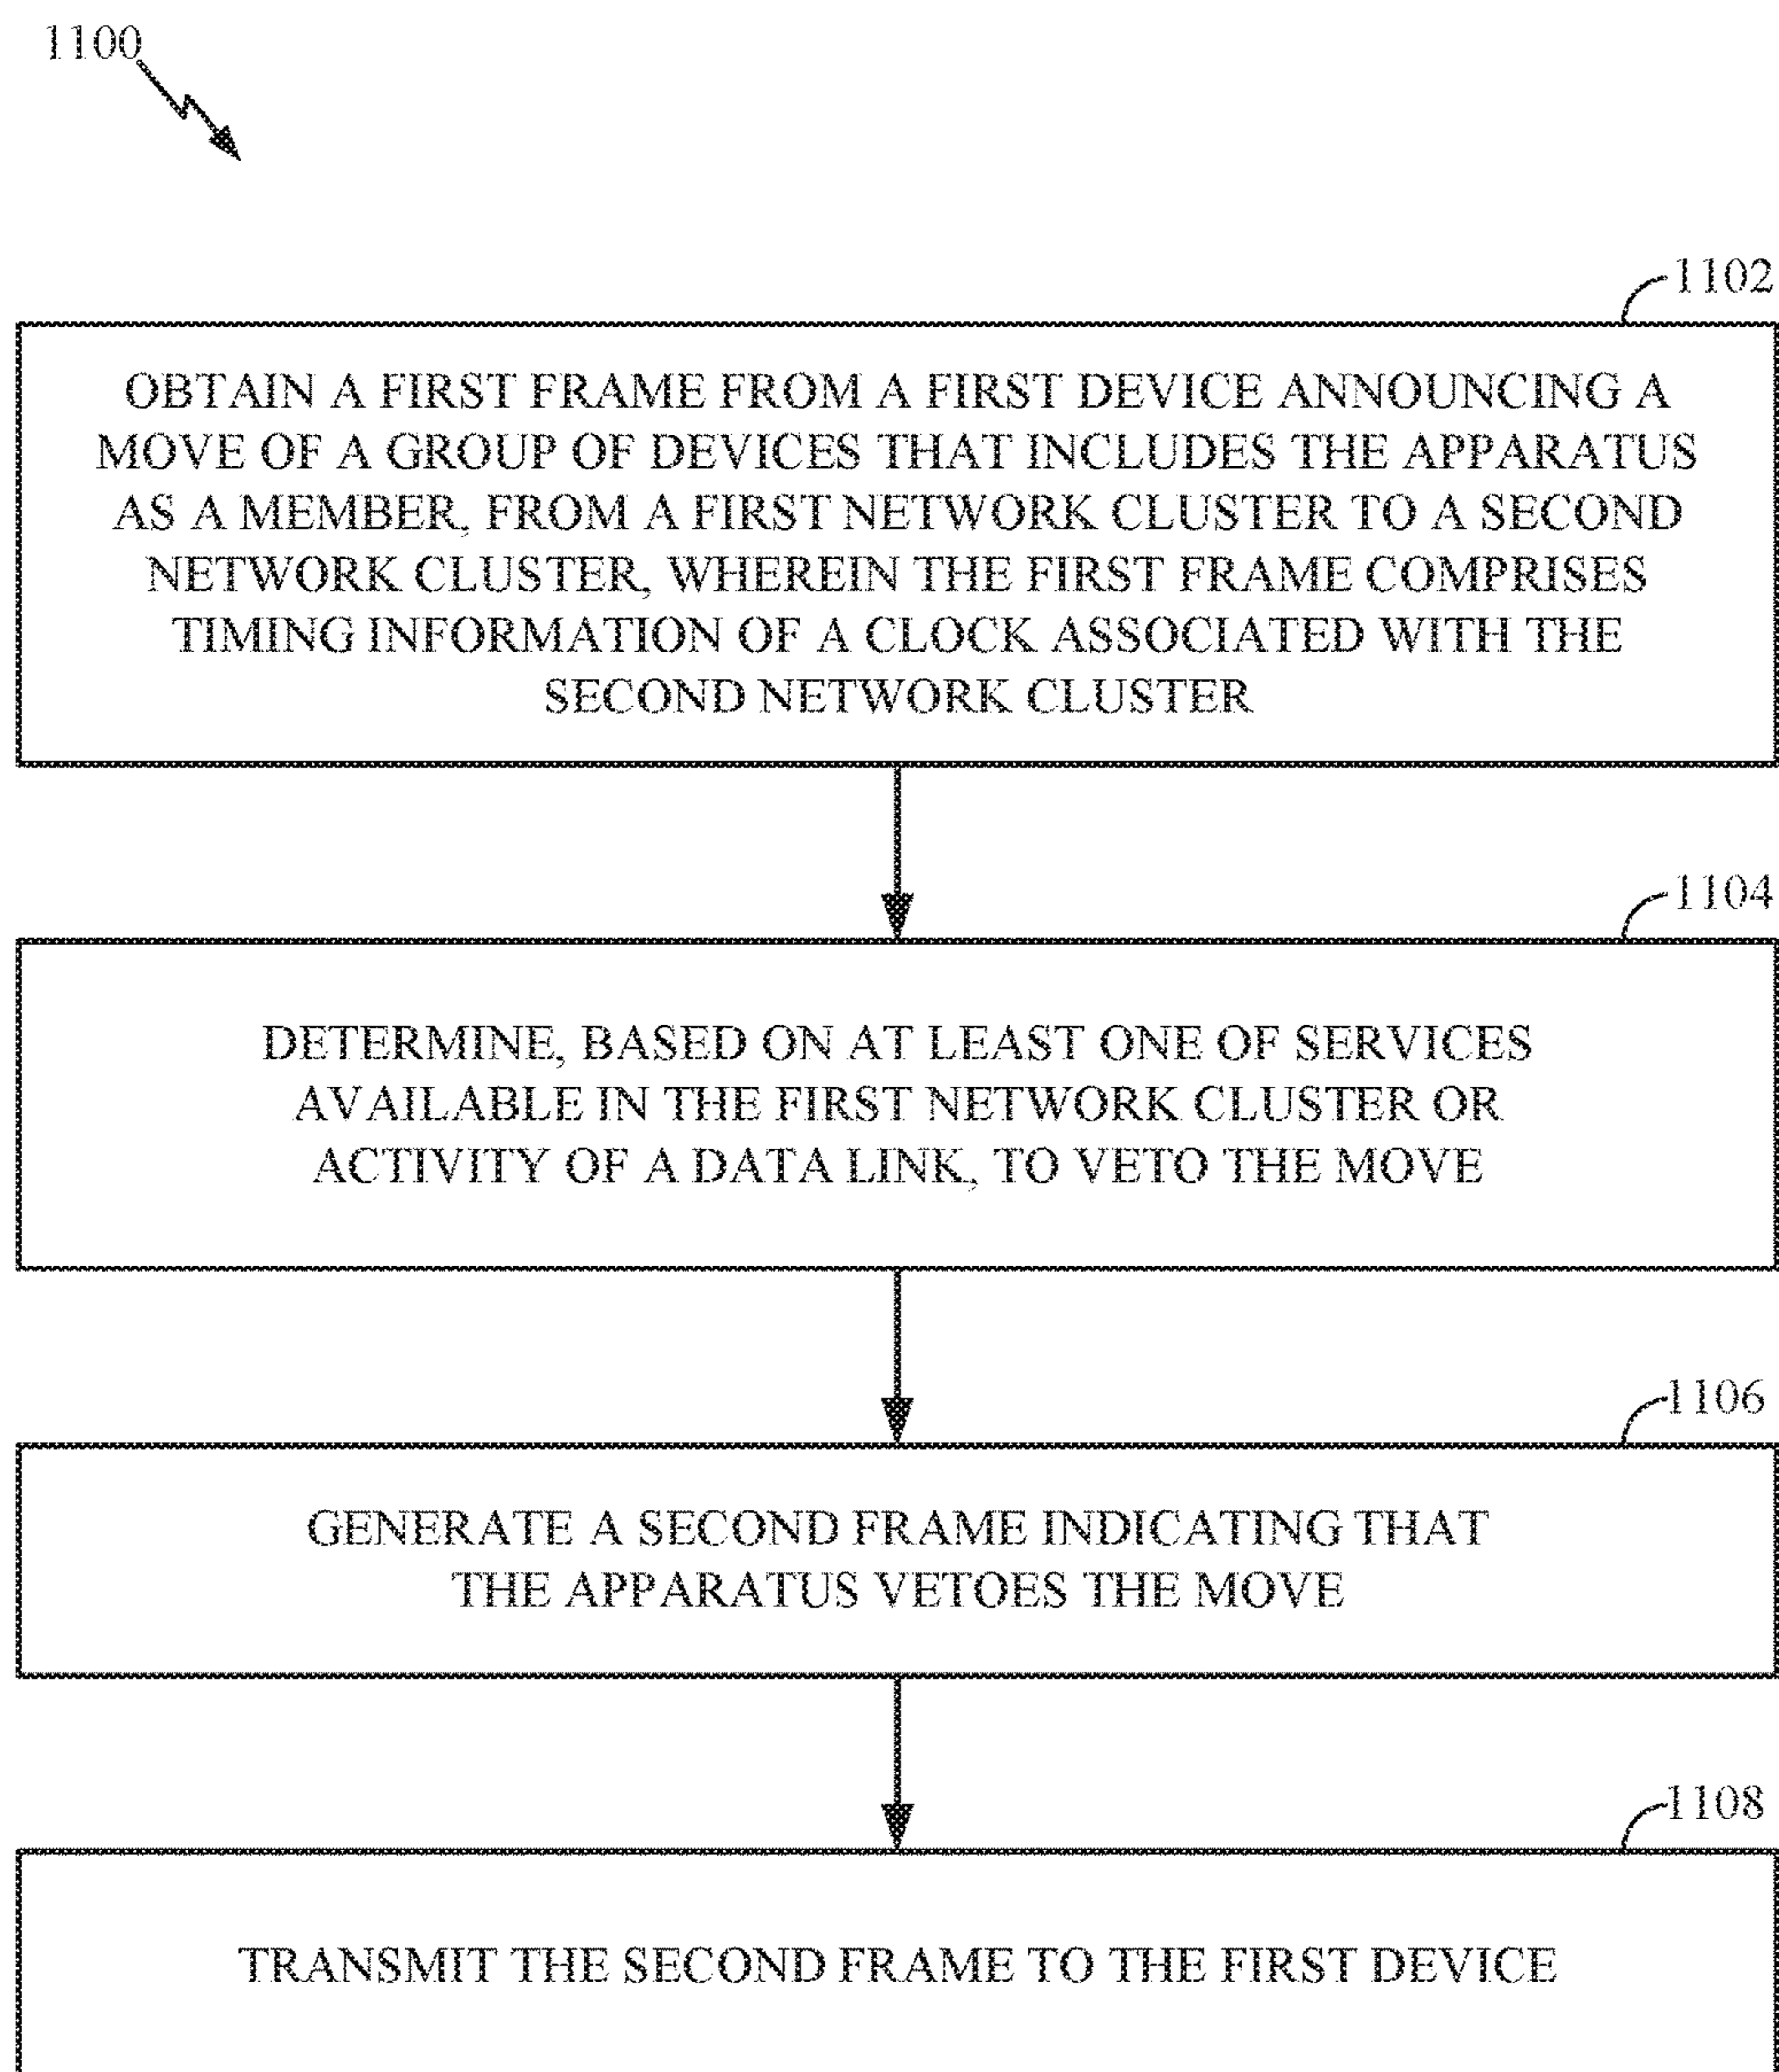 1100
1102
OBTAIN A FIRST FRAME FROM A FIRST DEVICE ANNOUNCING A
MOVE OF A GROUP OF DEVICES THAT INCLUDES THE APPARATUS
AS A MEMBER, FROM A FIRST NETWORK CLUSTER TO A SECOND
NETWORK CLUSTER, WHEREIN THE FIRST FRAME COMPRISES
TIMING INFORMATION OF A CLOCK ASSOCIATED WITH THE
SECOND NETWORK CLUSTER
1104
DETERMINE, BASED ON AT LEAST ONE OF SERVICES
AVAILABLE IN THE FIRST NETWORK CLUSTER OR
ACTIVITY OF A DATA LINK, TO VETO THE MOVE
1106
GENERATE A SECOND FRAME INDICATING THAT
THE APPARATUS VETOES THE MOVE
1108
TRANSMIT THE SECOND FRAME TO THE FIRST DEVICE